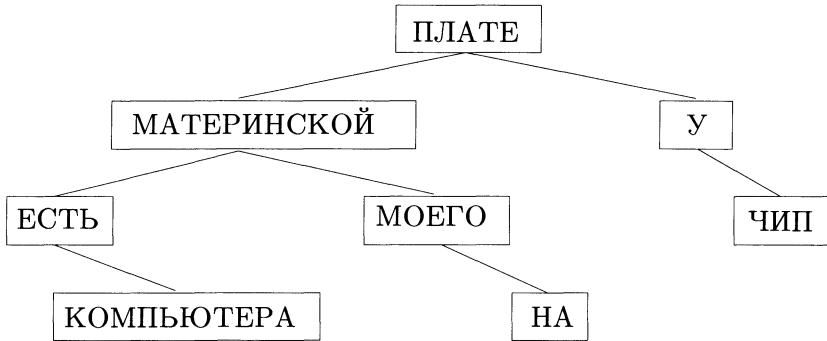 ПЛАТЕ
МАТЕРИНСКОЙ
У
ЕСТЬ
МОЕГО
ЧИП
КОМПЬЮТЕРА
НА